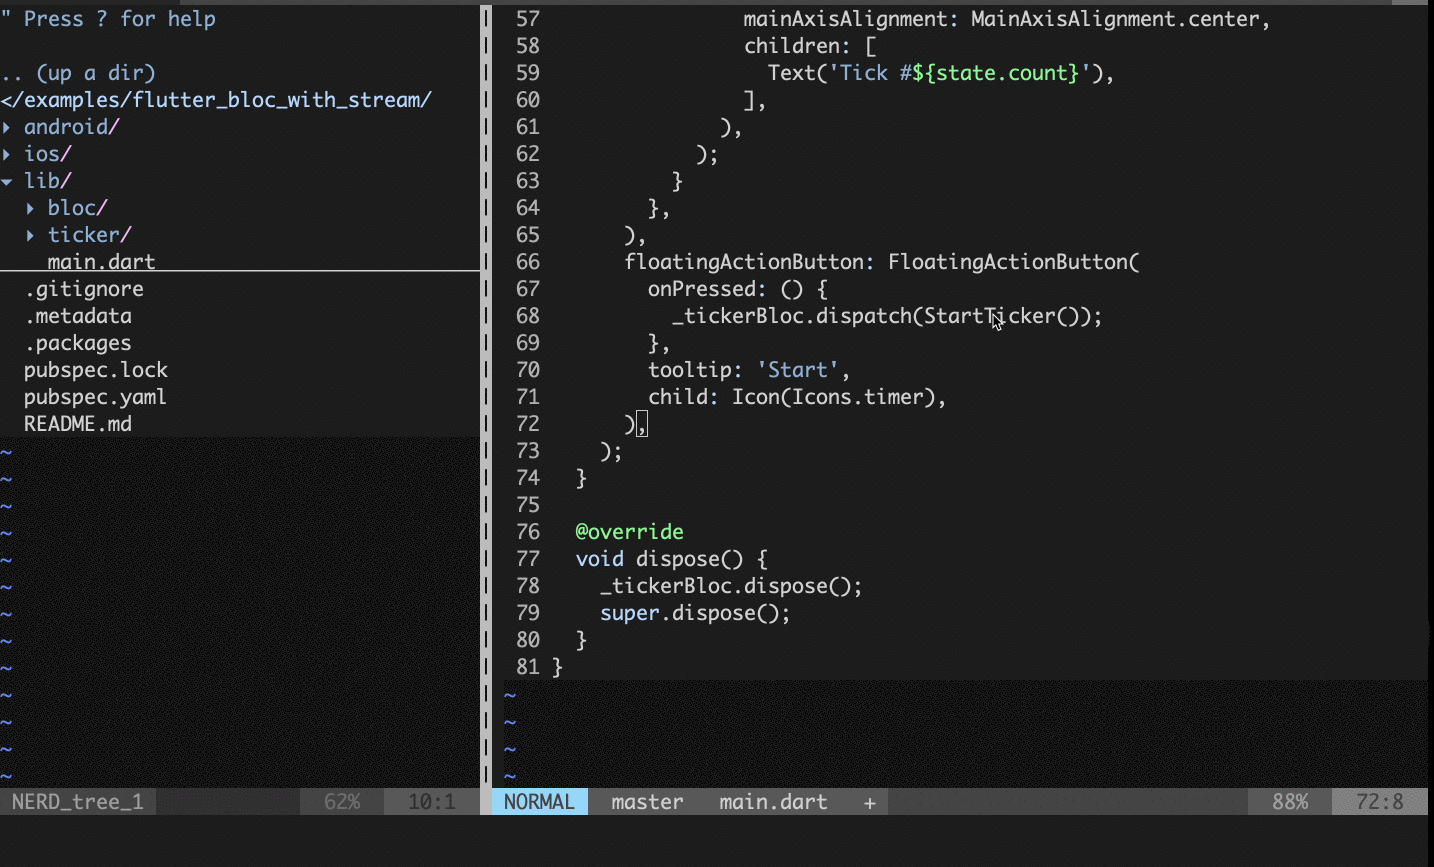 " Press ? for help
.. (up a dir)
</examples/flutter_bloc_with_stream/
▸ android/
▸ ios/
▾ lib/
▸ bloc/
▸ ticker/
main.dart
.gitignore
.metadata
.packages
pubspec.lock
pubspec.yaml
README.md
~
~
~
~
~
~
~
~
~
~
~
~
~
NERD_tree_1 62% 10:1
57 mainAxisAlignment: MainAxisAlignment.center,
58 children: [
59 Text('Tick #${state.count}'),
60 ],
61 ),
62 );
63 }
64 },
65 ),
66 floatingActionButton: FloatingActionButton(
67 onPressed: () {
68 _tickerBloc.dispatch(StartTicker());
69 },
70 tooltip: 'Start',
71 child: Icon(Icons.timer),
72 ),
73 );
74 }
75
76 @override
77 void dispose() {
78 _tickerBloc.dispose();
79 super.dispose();
80 }
81 }
~
~
~
~
NORMAL master main.dart + 88% 72:8